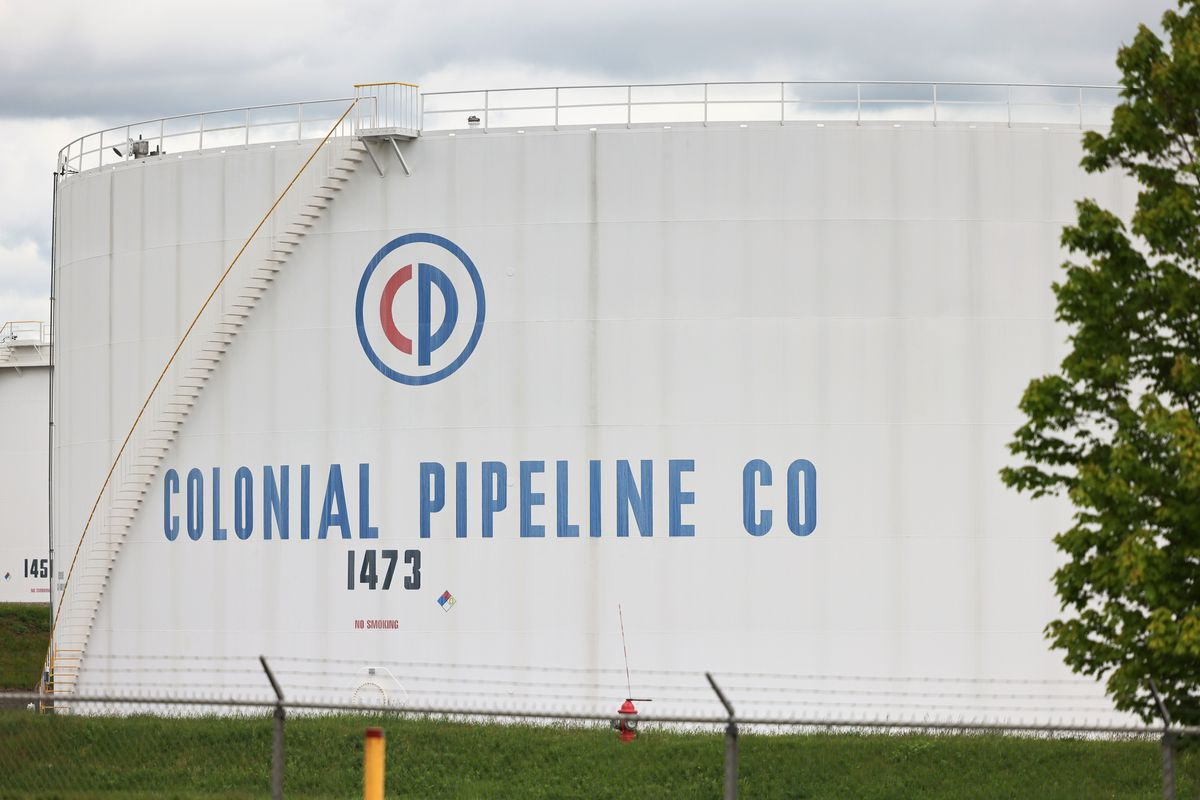 CP
COLONIAL PIPELINE CO
1473
NO SMOKING
145